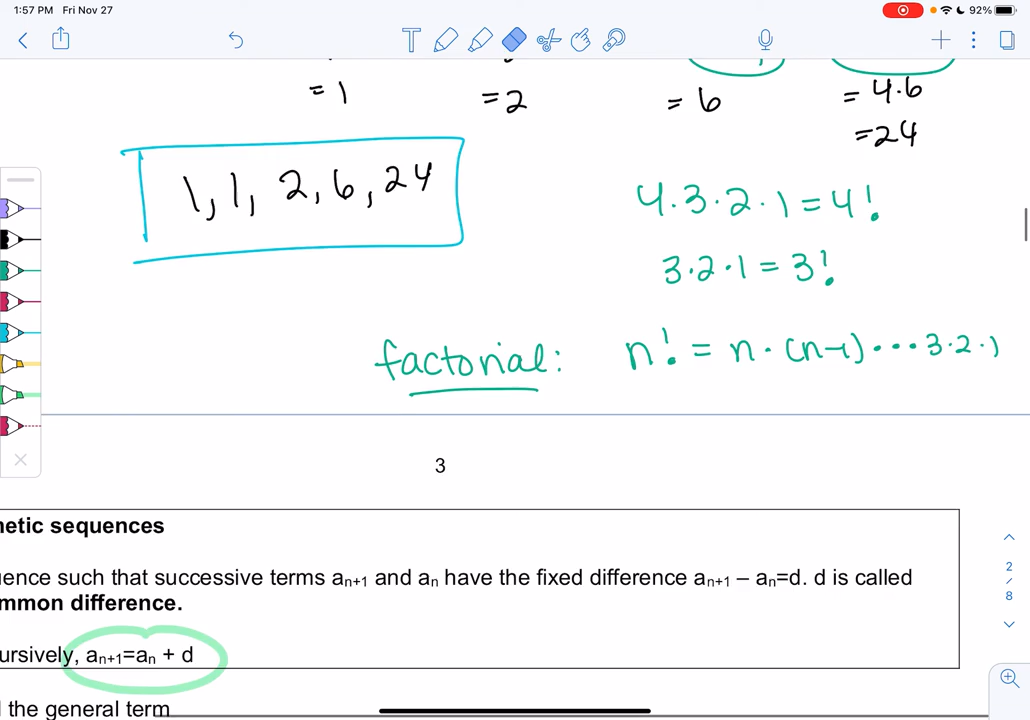 1:57 PM Fri Nov 27 92%
T
= 1 = 2 = 6 = 4·6
=24
1, 1, 2, 6, 24
4·3·2·1 = 4!
3·2·1 = 3!
factorial: n! = n·(n-1)···3·2·1
3
netic sequences
uence such that successive terms aₙ₊₁ and aₙ have the fixed difference aₙ₊₁ – aₙ=d. d is called
mmon difference.
ursively, aₙ₊₁=aₙ + d
the general term
2
/
8